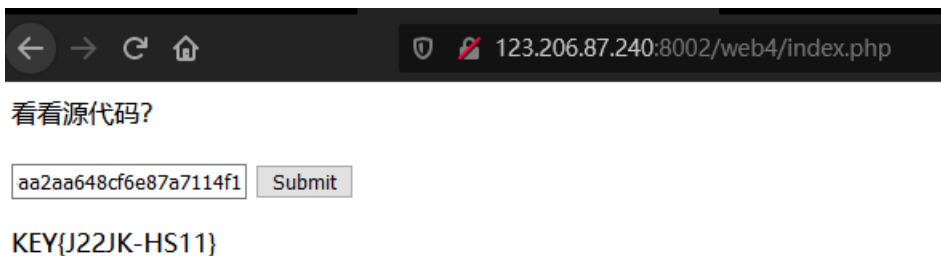 123.206.87.240:8002/web4/index.php
看看源代码?
aa2aa648cf6e87a7114f1 Submit
KEY{J22JK-HS11}